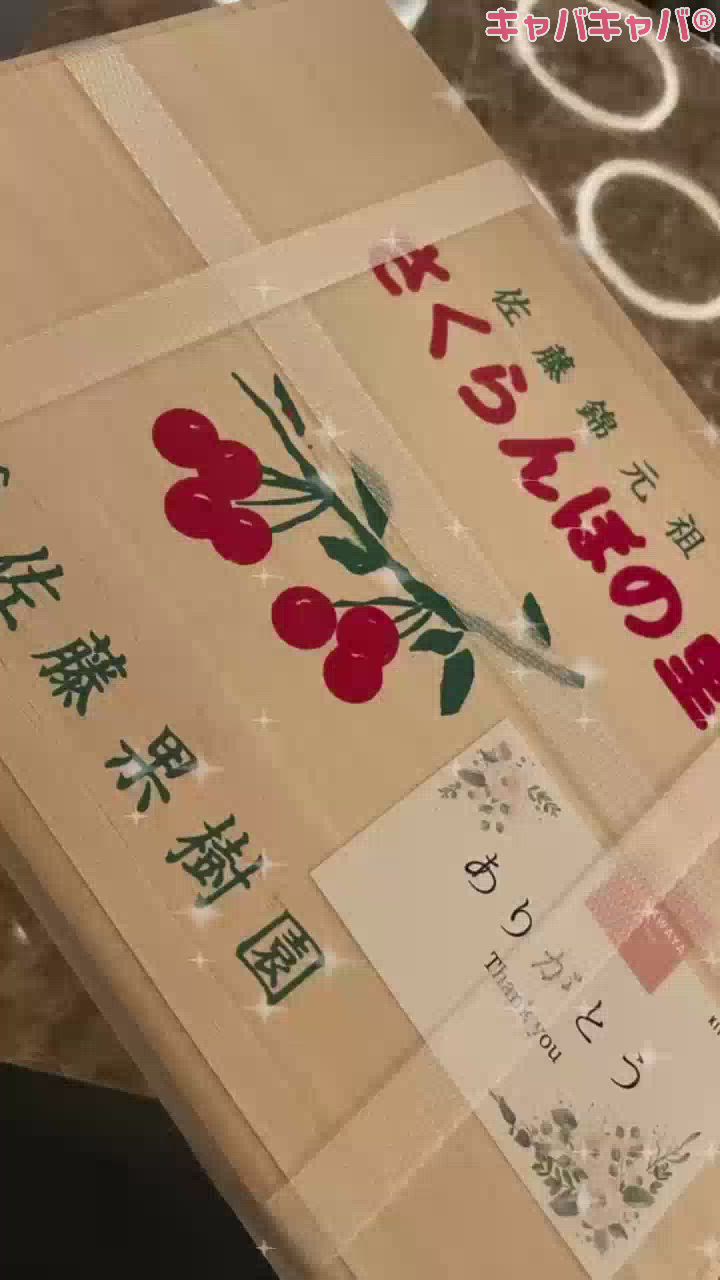 キャバキャバ®
佐藤錦元祖
さくらんぼの里
佐藤果樹園
ありがとう
Thank you